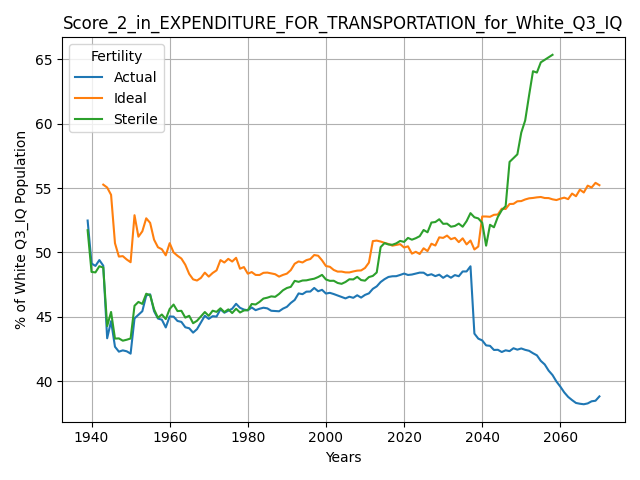 Score_2_in_EXPENDITURE_FOR_TRANSPORTATION_for_White_Q3_IQ
Fertility
Actual
Ideal
Sterile
% of White Q3_IQ Population
65
60
55
50
45
40
1940 1960 1980 2000 2020 2040 2060
Years